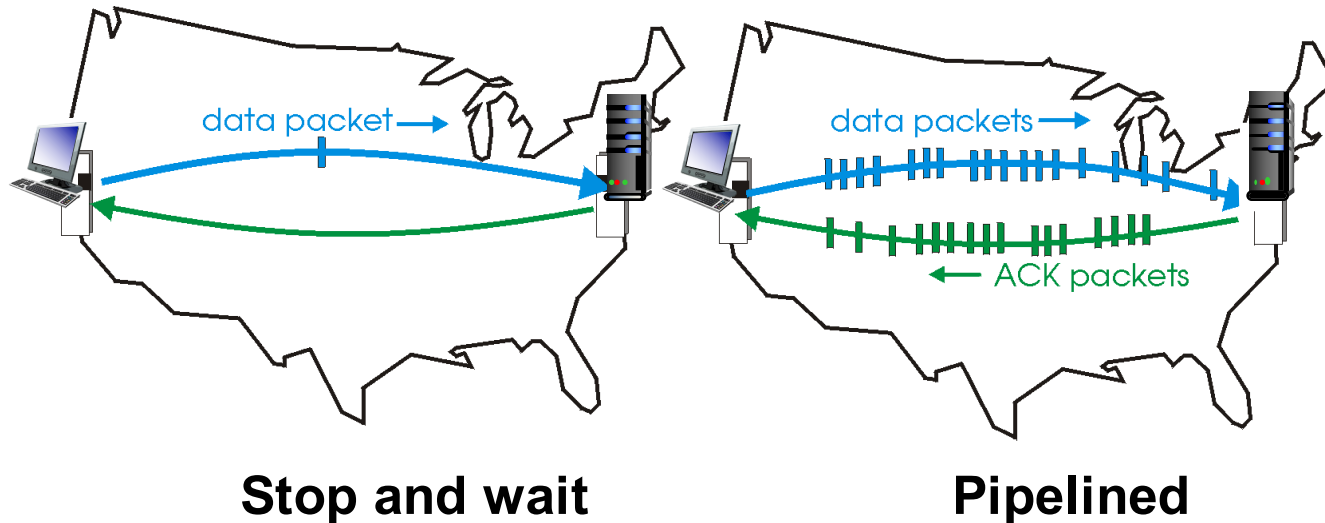 data packet
data packets
ACK packets
Stop and wait
Pipelined